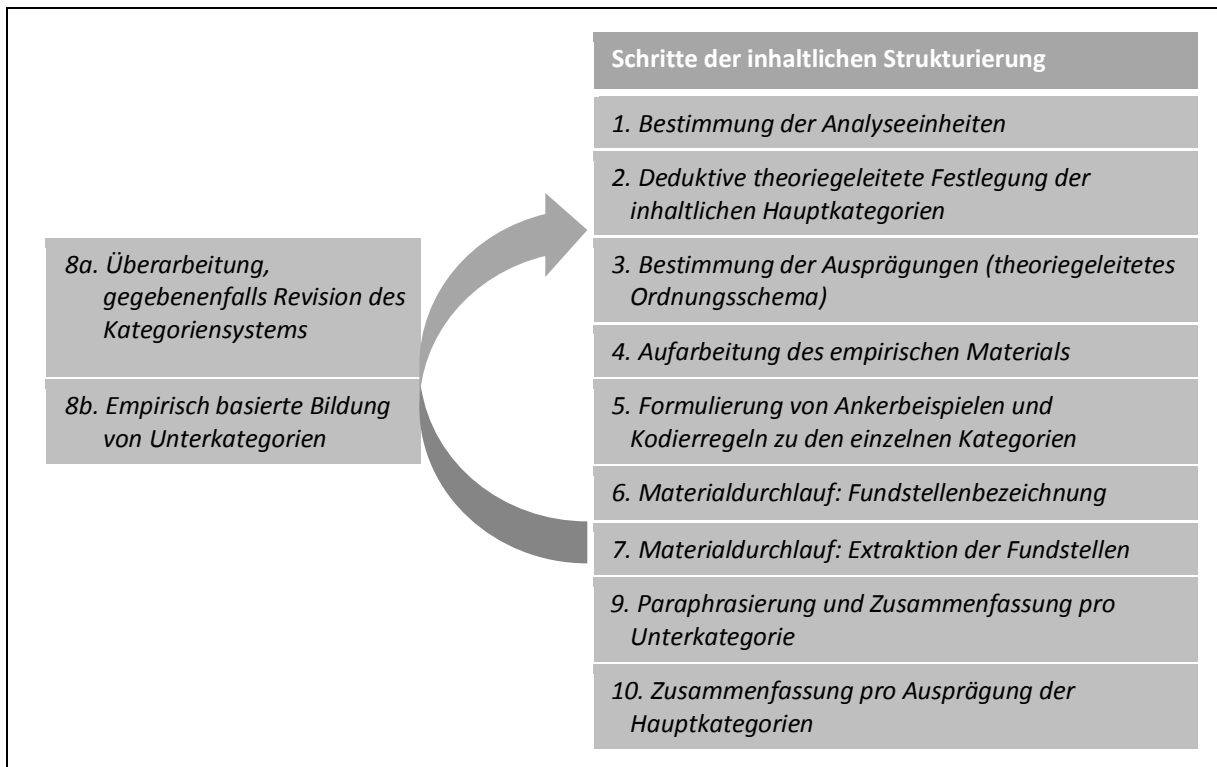 Schritte der inhaltlichen Strukturierung
1. Bestimmung der Analyseeinheiten
2. Deduktive theoriegeleitete Festlegung der
inhaltlichen Hauptkategorien
3. Bestimmung der Ausprägungen (theoriegeleitetes
Ordnungsschema)
4. Aufarbeitung des empirischen Materials
5. Formulierung von Ankerbeispielen und
Kodierregeln zu den einzelnen Kategorien
6. Materialdurchlauf: Fundstellenbezeichnung
7. Materialdurchlauf: Extraktion der Fundstellen
8a. Überarbeitung,
gegebenenfalls Revision des
Kategoriensystems
8b. Empirisch basierte Bildung
von Unterkategorien
9. Paraphrasierung und Zusammenfassung pro
Unterkategorie
10. Zusammenfassung pro Ausprägung der
Hauptkategorien